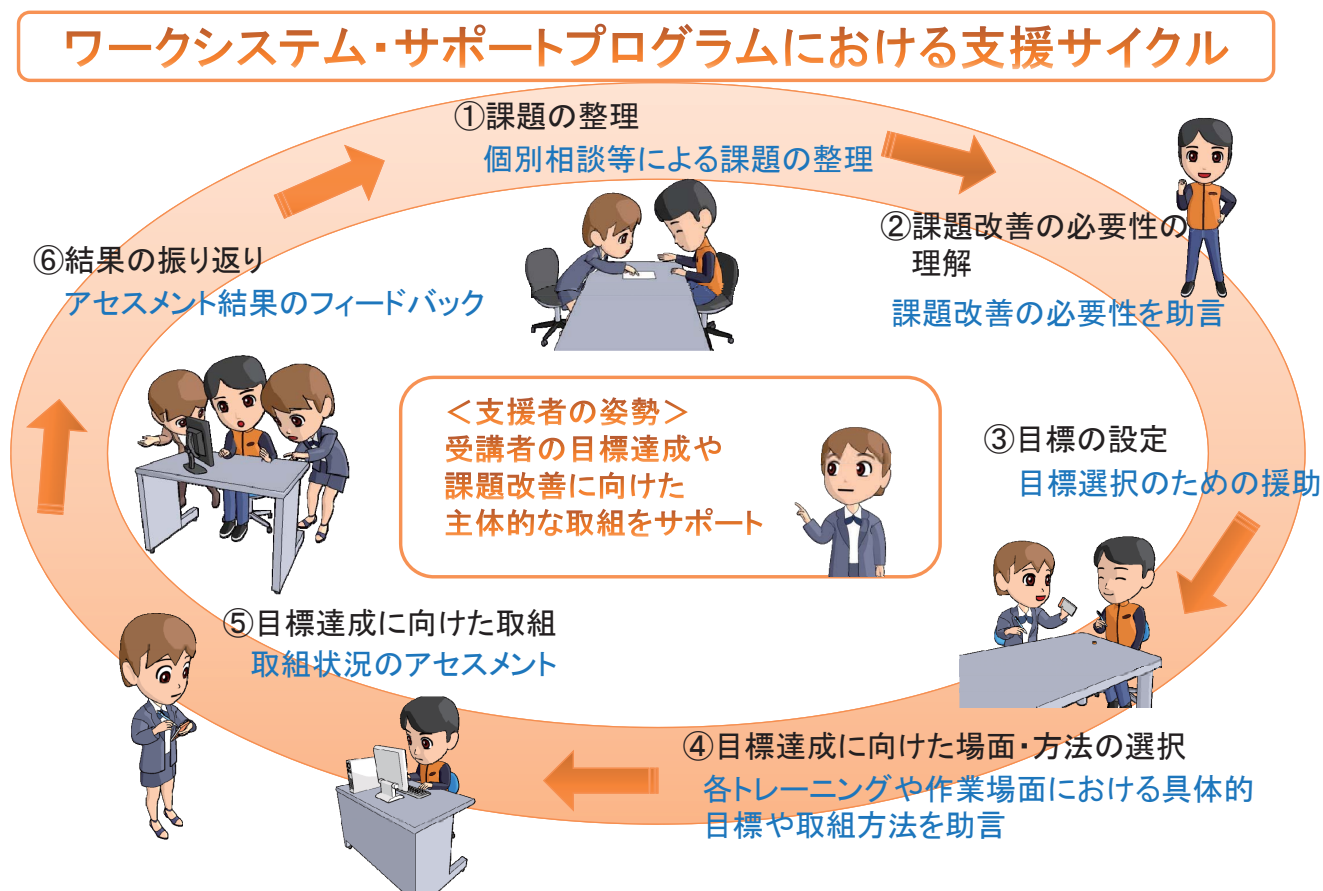 ワークシステム・サポートプログラムにおける支援サイクル
①課題の整理
個別相談等による課題の整理
②課題改善の必要性の
理解
課題改善の必要性を助言
③目標の設定
目標選択のための援助
④目標達成に向けた場面・方法の選択
各トレーニングや作業場面における具体的
目標や取組方法を助言
⑤目標達成に向けた取組
取組状況のアセスメント
⑥結果の振り返り
アセスメント結果のフィードバック
＜支援者の姿勢＞
受講者の目標達成や
課題改善に向けた
主体的な取組をサポート